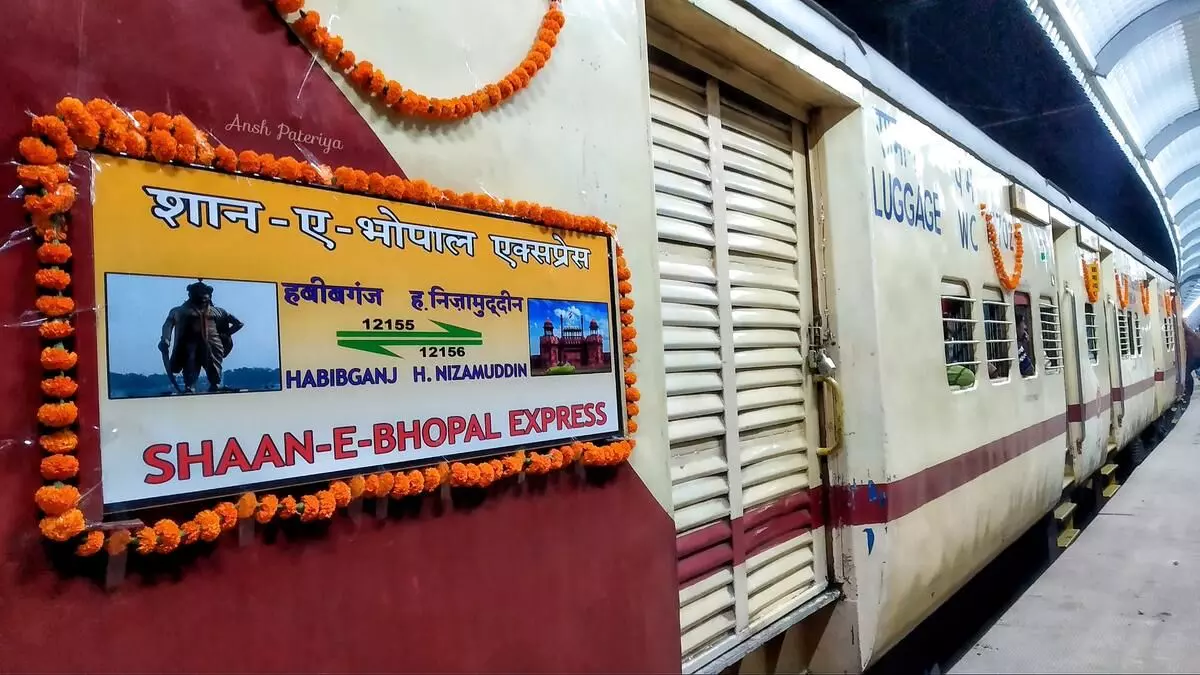 Ansh Pateriya
शान-ए-भोपाल एक्सप्रेस
हबीबगंज ह.निज़ामुद्दीन
12155
12156
HABIBGANJ H. NIZAMUDDIN
SHAAN-E-BHOPAL EXPRESS
LUGGAGE WC